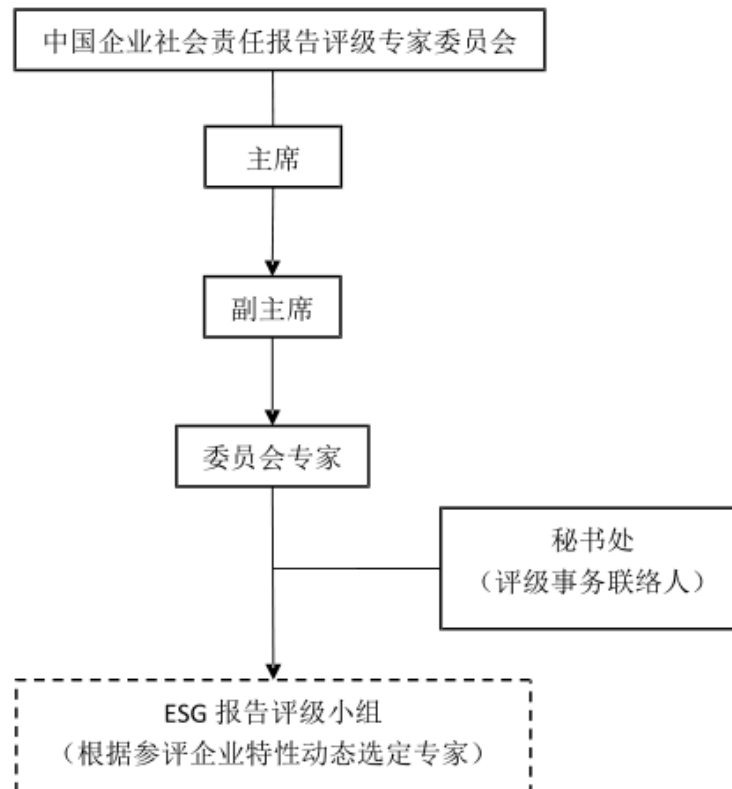 中国企业社会责任报告评级专家委员会
主席
副主席
委员会专家
秘书处
（评级事务联络人）
ESG 报告评级小组
（根据参评企业特性动态选定专家）